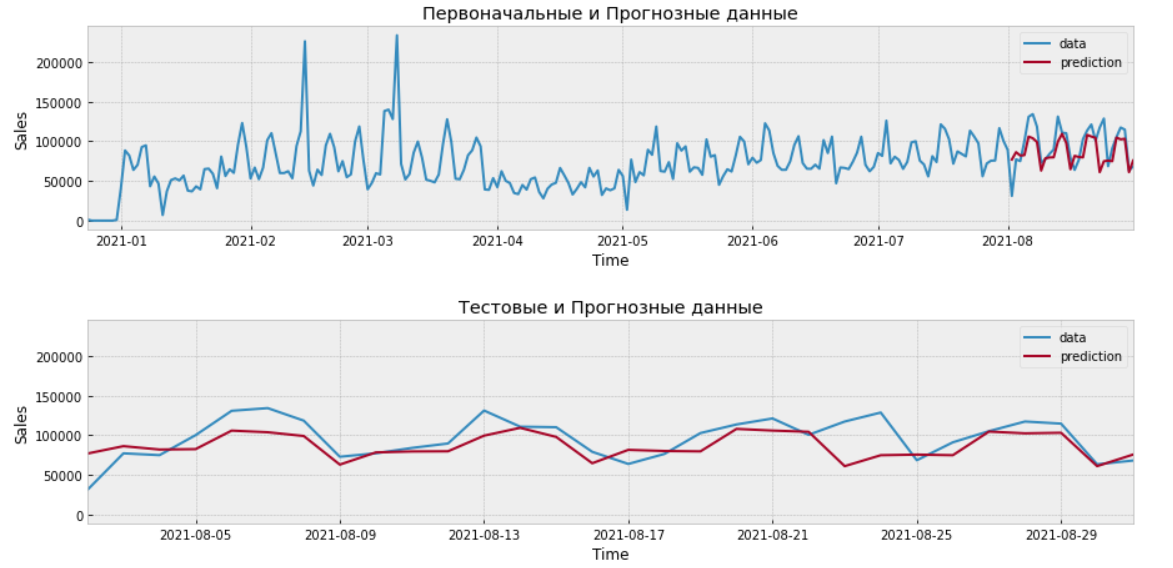 Первоначальные и Прогнозные данные
data
prediction
200000
150000
100000
50000
0
Sales
2021-01 2021-02 2021-03 2021-04 2021-05 2021-06 2021-07 2021-08
Time
Тестовые и Прогнозные данные
data
prediction
200000
150000
100000
50000
0
Sales
2021-08-05 2021-08-09 2021-08-13 2021-08-17 2021-08-21 2021-08-25 2021-08-29
Time